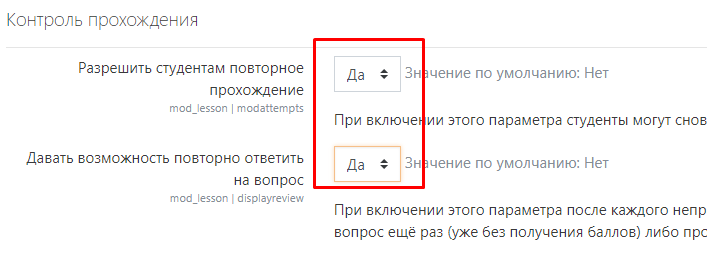 Контроль прохождения
Разрешить студентам повторное
прохождение
mod_lesson | modattempts
Да
Значение по умолчанию: Нет
При включении этого параметра студенты могут снов
Давать возможность повторно ответить
на вопрос
mod_lesson | displayreview
Да
Значение по умолчанию: Нет
При включении этого параметра после каждого непр
вопрос ещё раз (уже без получения баллов) либо про